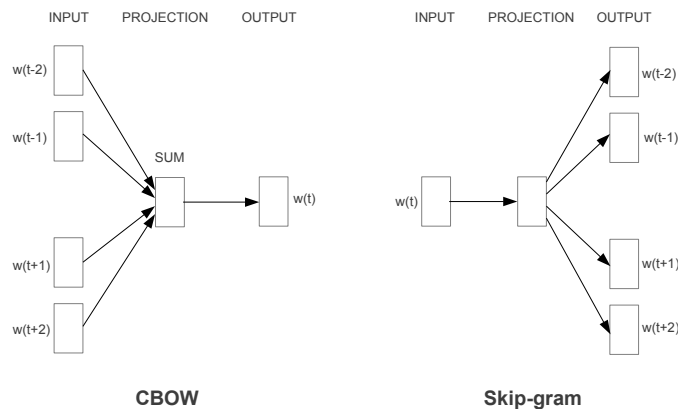 INPUT PROJECTION OUTPUT
w(t-2)
w(t-1)
SUM
w(t)
w(t+1)
w(t+2)
CBOW
INPUT PROJECTION OUTPUT
w(t-2)
w(t-1)
w(t)
w(t+1)
w(t+2)
Skip-gram